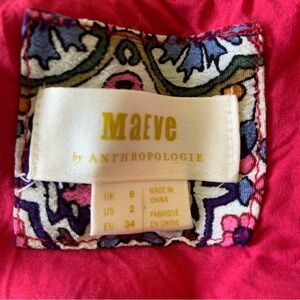 MaEVe
by ANTHROPOLOGIE
UK 6
US 2
EU 34
MADE IN
CHINA
FABRIQUÉ
EN CHINE